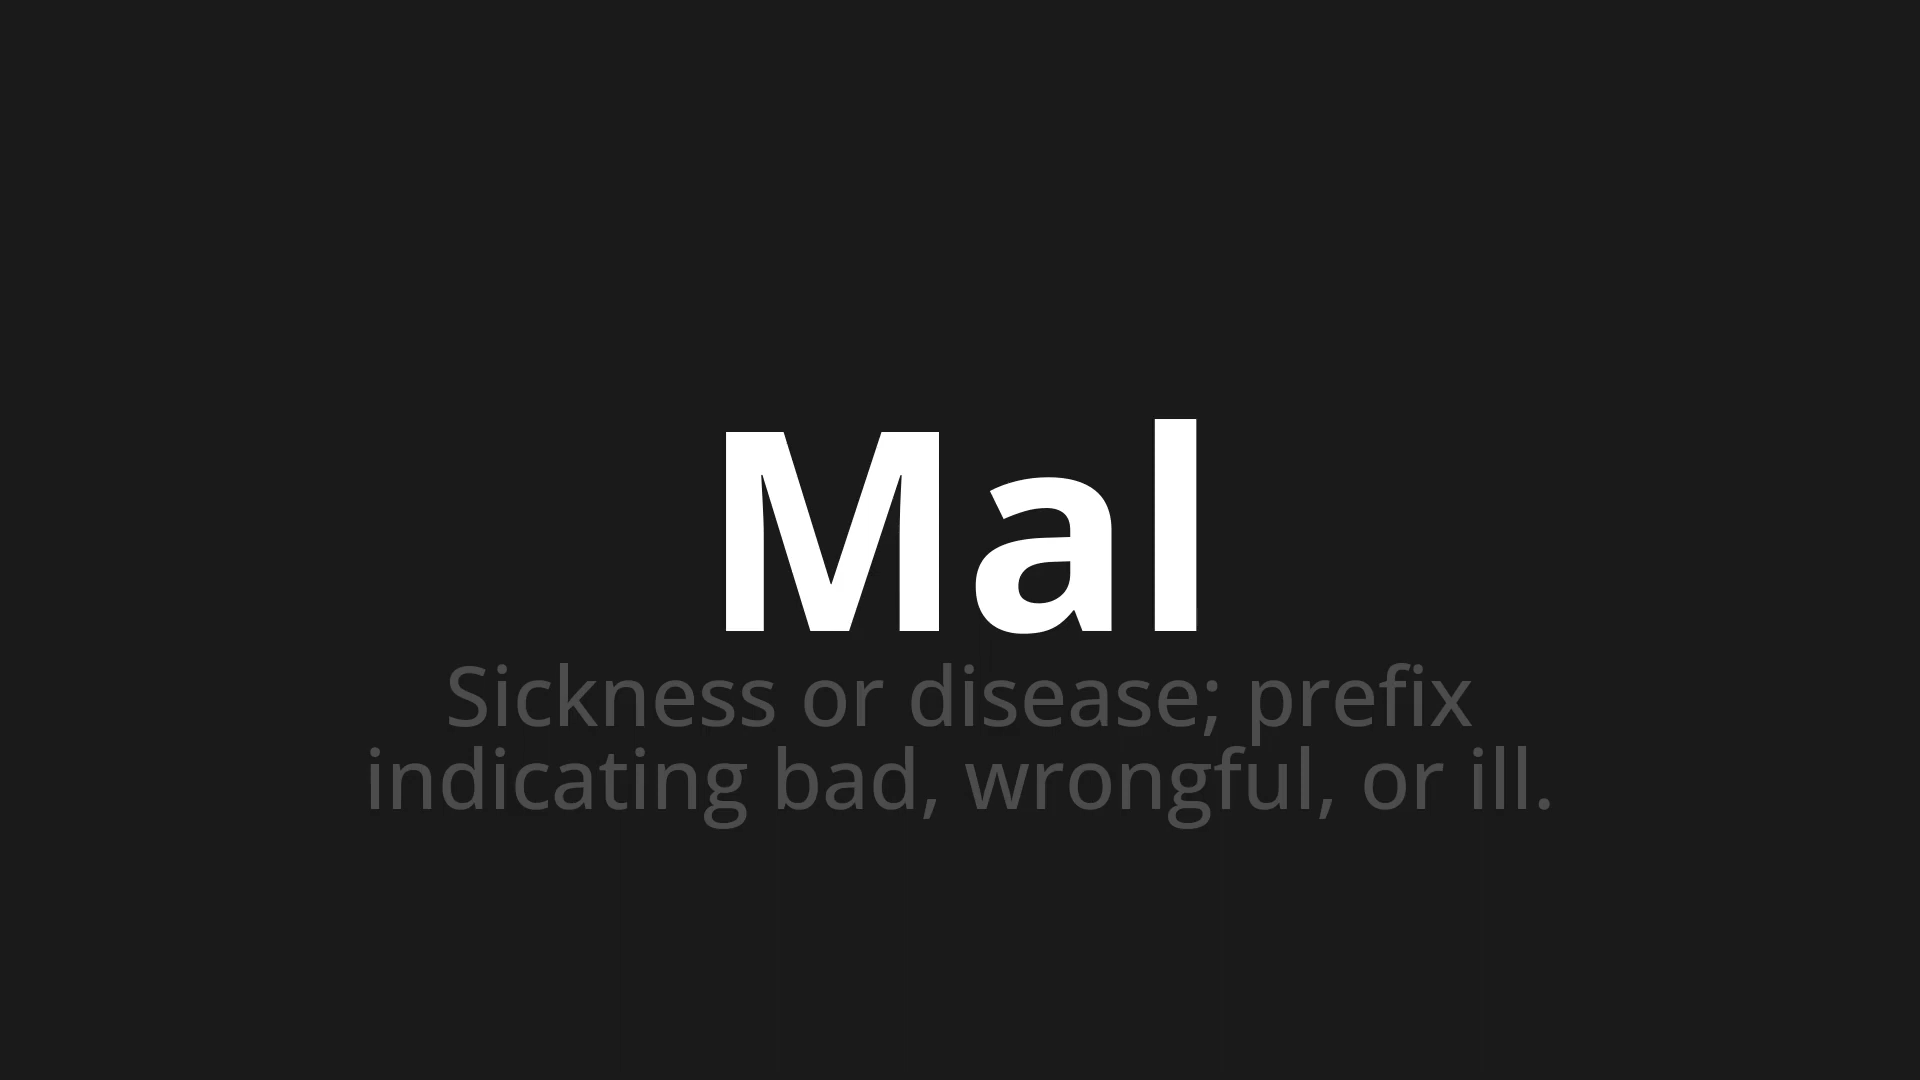 Mal
Sickness or disease; prefix
indicating bad, wrongful, or ill.